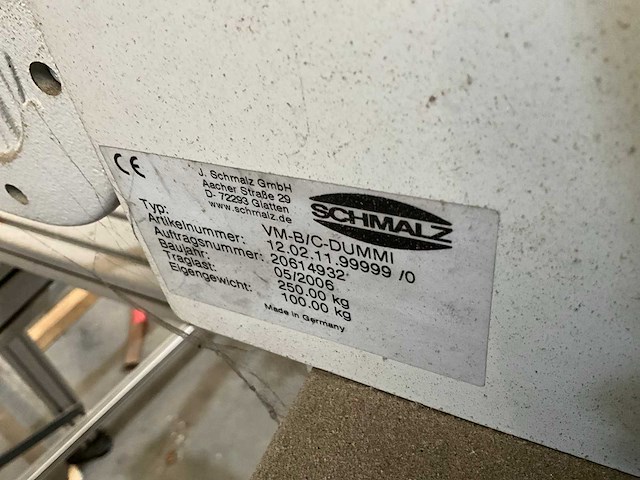 CE
J. Schmalz GmbH
Aacher Straße 29
D- 72293 Glatten
www.schmalz.de
SCHMALZ
Typ: VM-B/C-DUMMI
Artikelnummer: 12.02.11.99999 /0
Auftragsnummer: 20614932
Baujahr: 05/2006
Traglast: 250.00 kg
Eigengewicht: 100.00 kg
Made in Germany